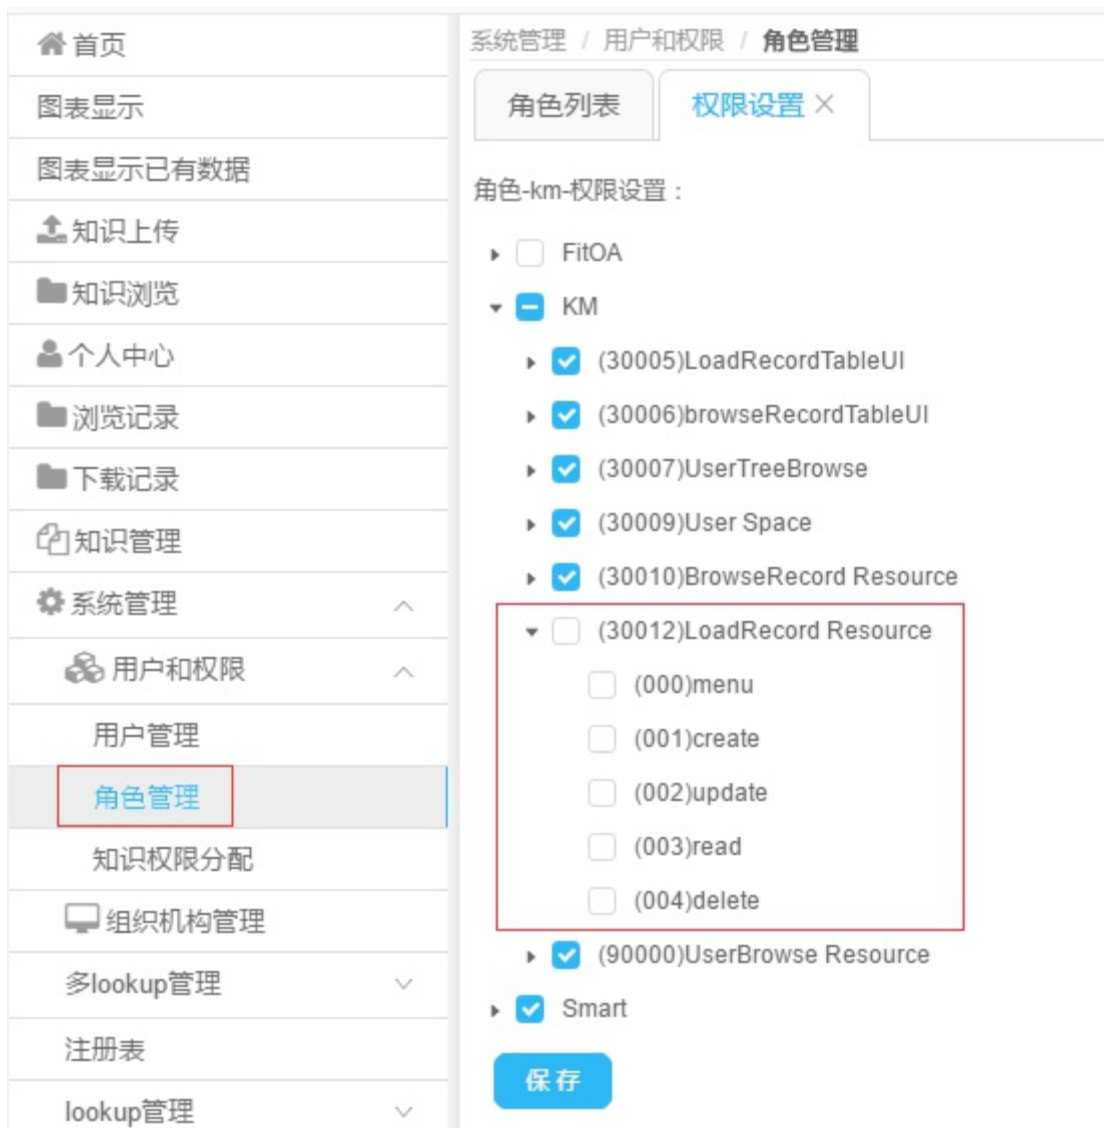 首页
图表显示
图表显示已有数据
知识上传
知识浏览
个人中心
浏览记录
下载记录
知识管理
系统管理
用户和权限
用户管理
角色管理
知识权限分配
组织机构管理
多lookup管理
注册表
lookup管理
系统管理 / 用户和权限 / 角色管理
角色列表
权限设置
角色-km-权限设置：
FitOA
KM
(30005)LoadRecordTableUI
(30006)browseRecordTableUI
(30007)UserTreeBrowse
(30009)User Space
(30010)BrowseRecord Resource
(30012)LoadRecord Resource
(000)menu
(001)create
(002)update
(003)read
(004)delete
(90000)UserBrowse Resource
Smart
保存